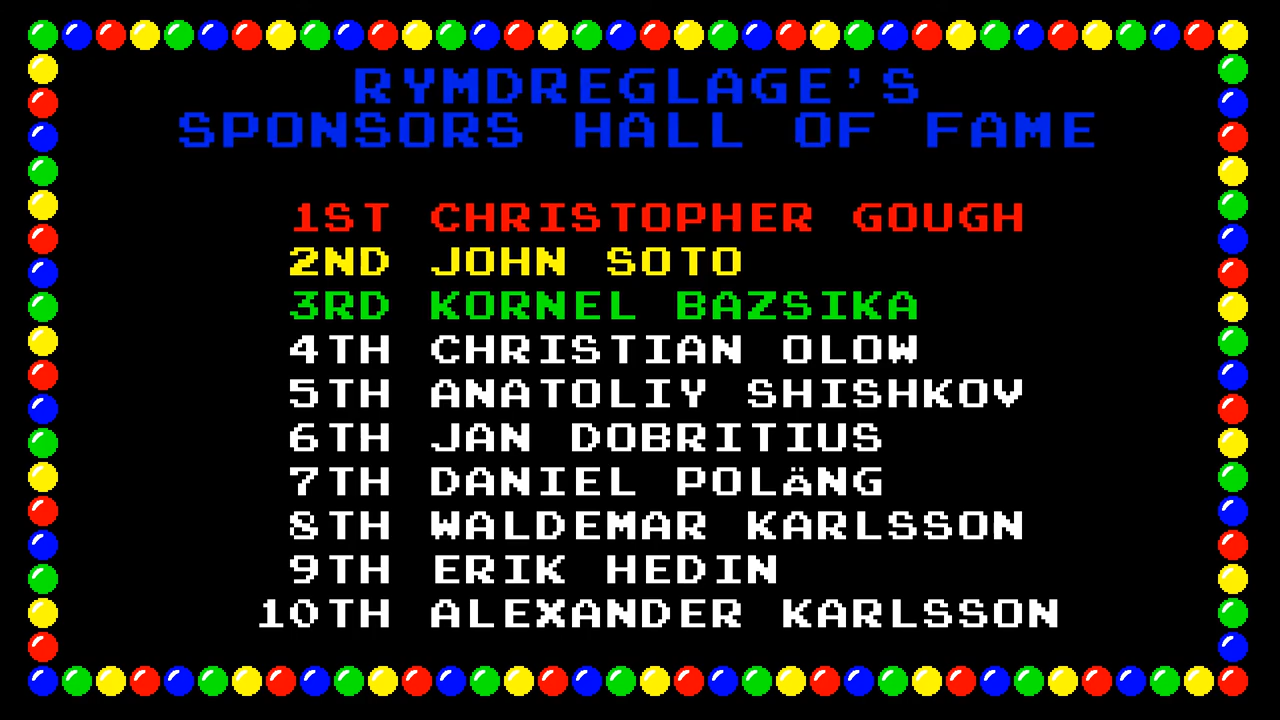 RYMDREGLAGE'S
SPONSORS HALL OF FAME
1ST CHRISTOPHER GOUGH
2ND JOHN SOTO
3RD KORNEL BAZSIKA
4TH CHRISTIAN OLOW
5TH ANATOLIY SHISHKOV
6TH JAN DOBRITIUS
7TH DANIEL POLäNG
8TH WALDEMAR KARLSSON
9TH ERIK HEDIN
10TH ALEXANDER KARLSSON